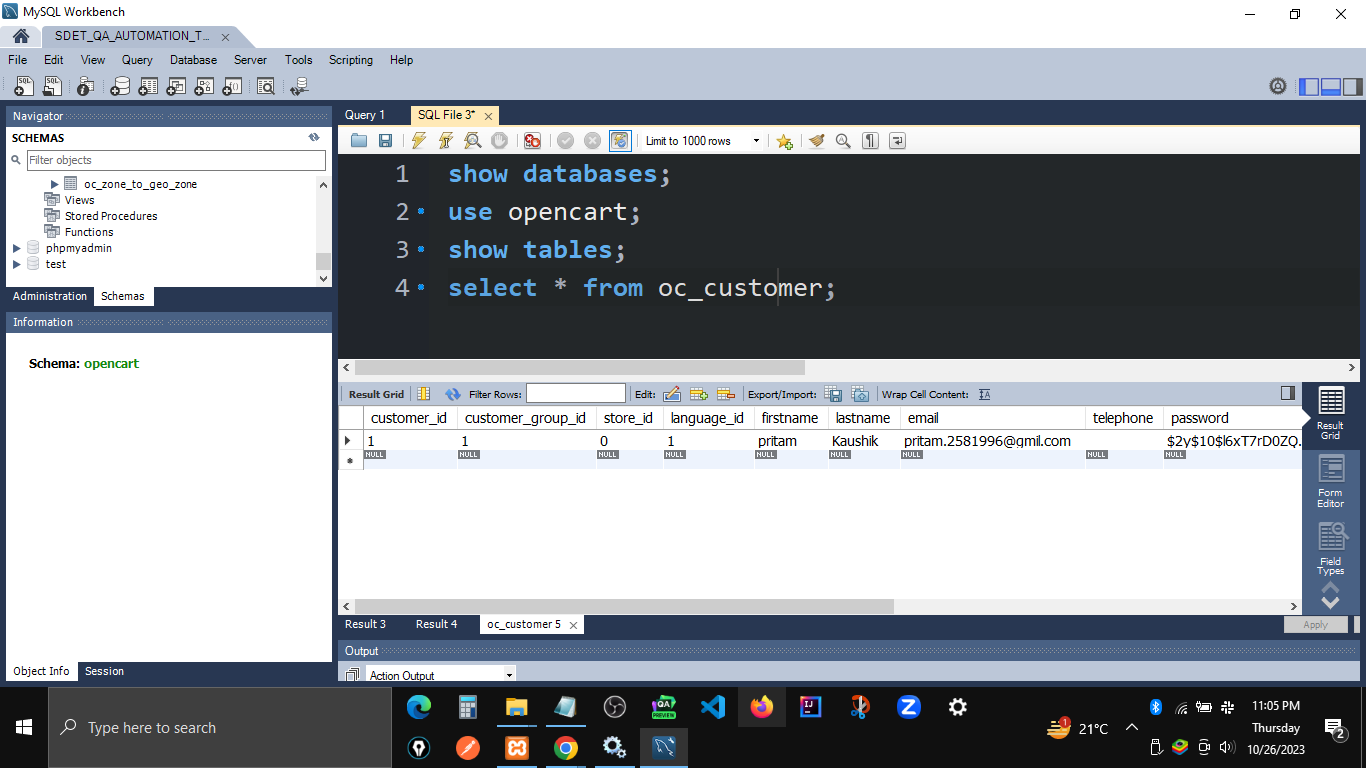 MySQL Workbench
SDET_QA_AUTOMATION_T...
File Edit View Query Database Server Tools Scripting Help
Navigator
SCHEMAS
Filter objects
oc_zone_to_geo_zone
Views
Stored Procedures
Functions
phpmyadmin
test
Administration Schemas
Information
Schema: opencart
Object Info Session
Query 1 SQL File 3*
Limit to 1000 rows
1 show databases;
2 use opencart;
3 show tables;
4 select * from oc_customer;
Result Grid Filter Rows: Edit: Export/Import: Wrap Cell Content:
customer_id customer_group_id store_id language_id firstname lastname email telephone password
1 1 0 1 pritam Kaushik pritam.2581996@gmil.com $2y$10$l6xT7rD0ZQ.
NULL NULL NULL NULL NULL NULL NULL NULL NULL
Result Grid
Form Editor
Field Types
Result 3 Result 4 oc_customer 5
Apply
Output
Action Output
Type here to search
21°C
11:05 PM
Thursday
10/26/2023
2